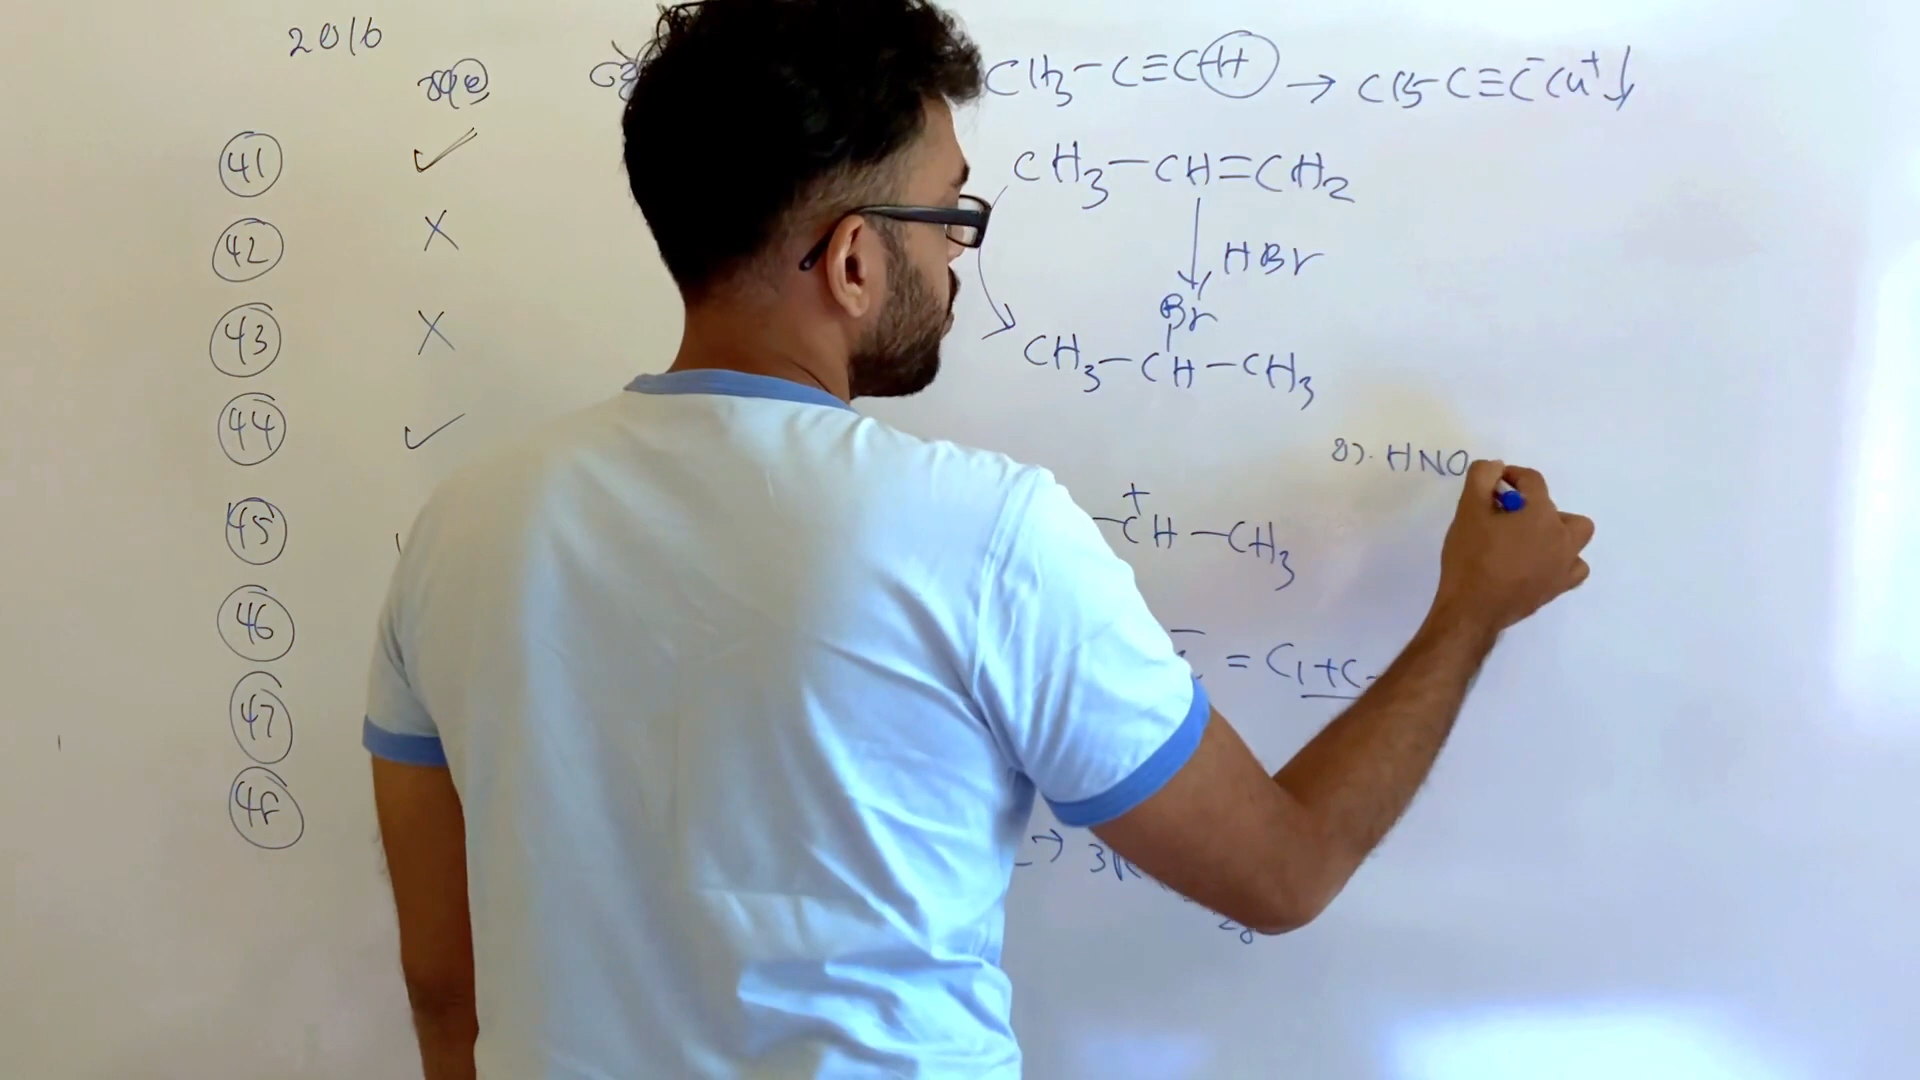 2016
CH3-C≡CH → CH3-C≡C⁻Cu⁺↓
41 ✓
CH3-CH=CH2
42 X
HBr
43 X
Br
CH3-CH-CH3
44 ✓
8). HNO
45
-C⁺H-CH3
46
= C1+C
47
48
→ 3